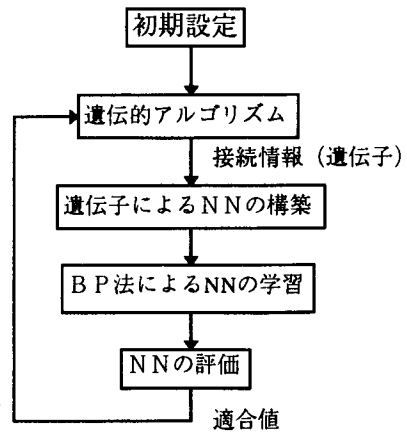 初期設定
遺伝的アルゴリズム
接続情報（遺伝子）
遺伝子によるＮＮの構築
ＢＰ法によるNNの学習
ＮＮの評価
適合値